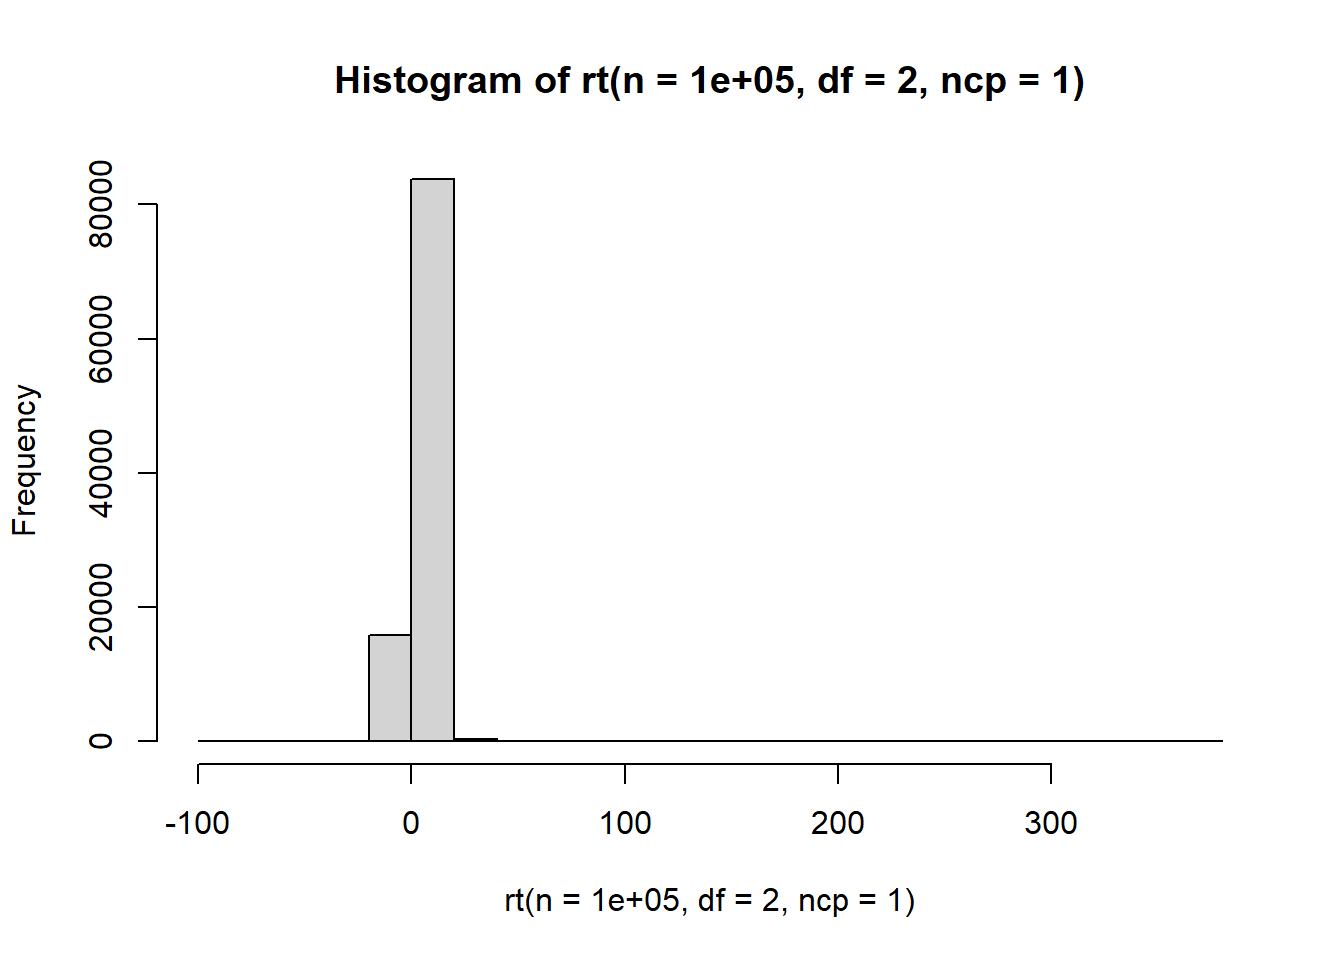 Histogram of rt(n = 1e+05, df = 2, ncp = 1)
Frequency
80000
60000
40000
20000
0
-100 0 100 200 300
rt(n = 1e+05, df = 2, ncp = 1)